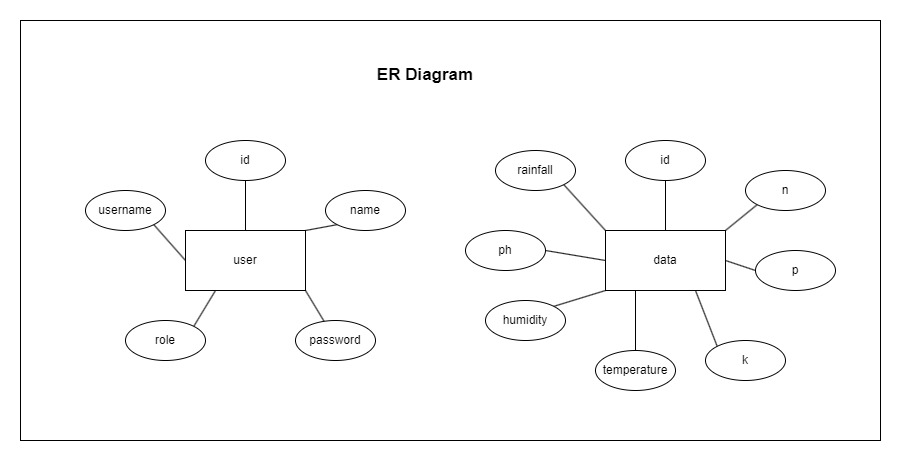 ER Diagram
id
username
name
user
role
password
id
rainfall
n
ph
data
p
humidity
temperature
k